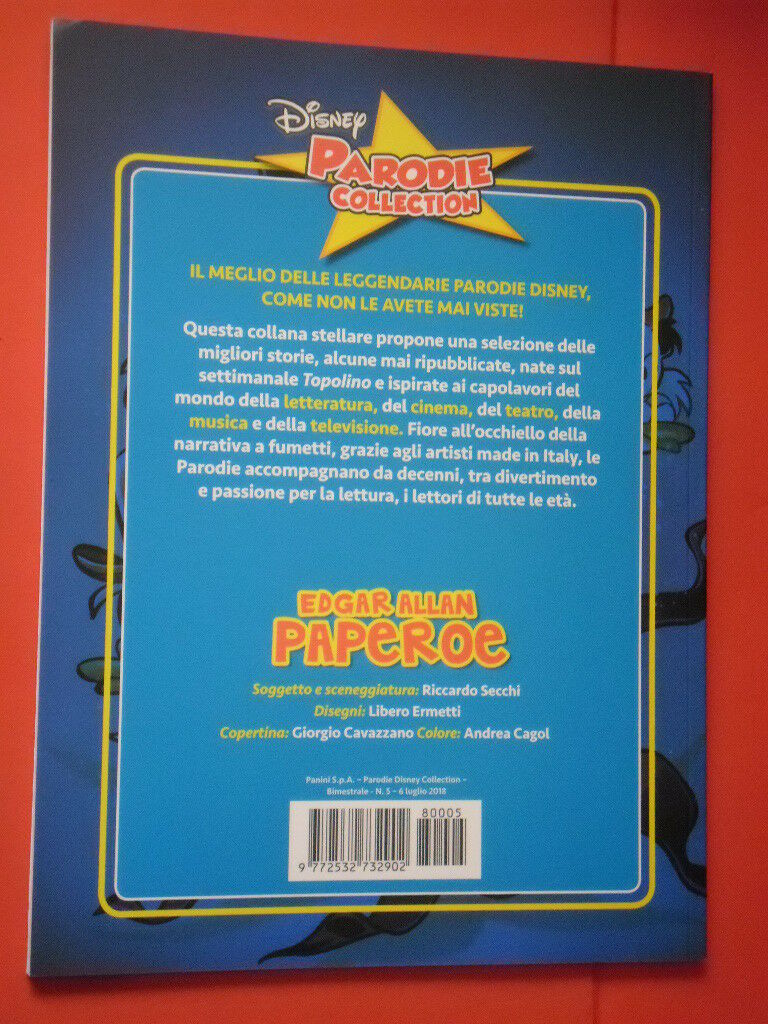 DISNEY
PARODIE
COLLECTION
IL MEGLIO DELLE LEGGENDARIE PARODIE DISNEY,
COME NON LE AVETE MAI VISTE!
Questa collana stellare propone una selezione delle
migliori storie, alcune mai ripubblicate, nate sul
settimanale Topolino e ispirate ai capolavori del
mondo della letteratura, del cinema, del teatro, della
musica e della televisione. Fiore all'occhiello della
narrativa a fumetti, grazie agli artisti made in Italy, le
Parodie accompagnano da decenni, tra divertimento
e passione per la lettura, i lettori di tutte le età.
EDGAR ALLAN
PAPEROE
Soggetto e sceneggiatura: Riccardo Secchi
Disegni: Libero Ermetti
Copertina: Giorgio Cavazzano Colore: Andrea Cagol
Panini S.p.A. – Parodie Disney Collection –
Bimestrale - N. 5 – 6 luglio 2018
80005
9 772532 732902